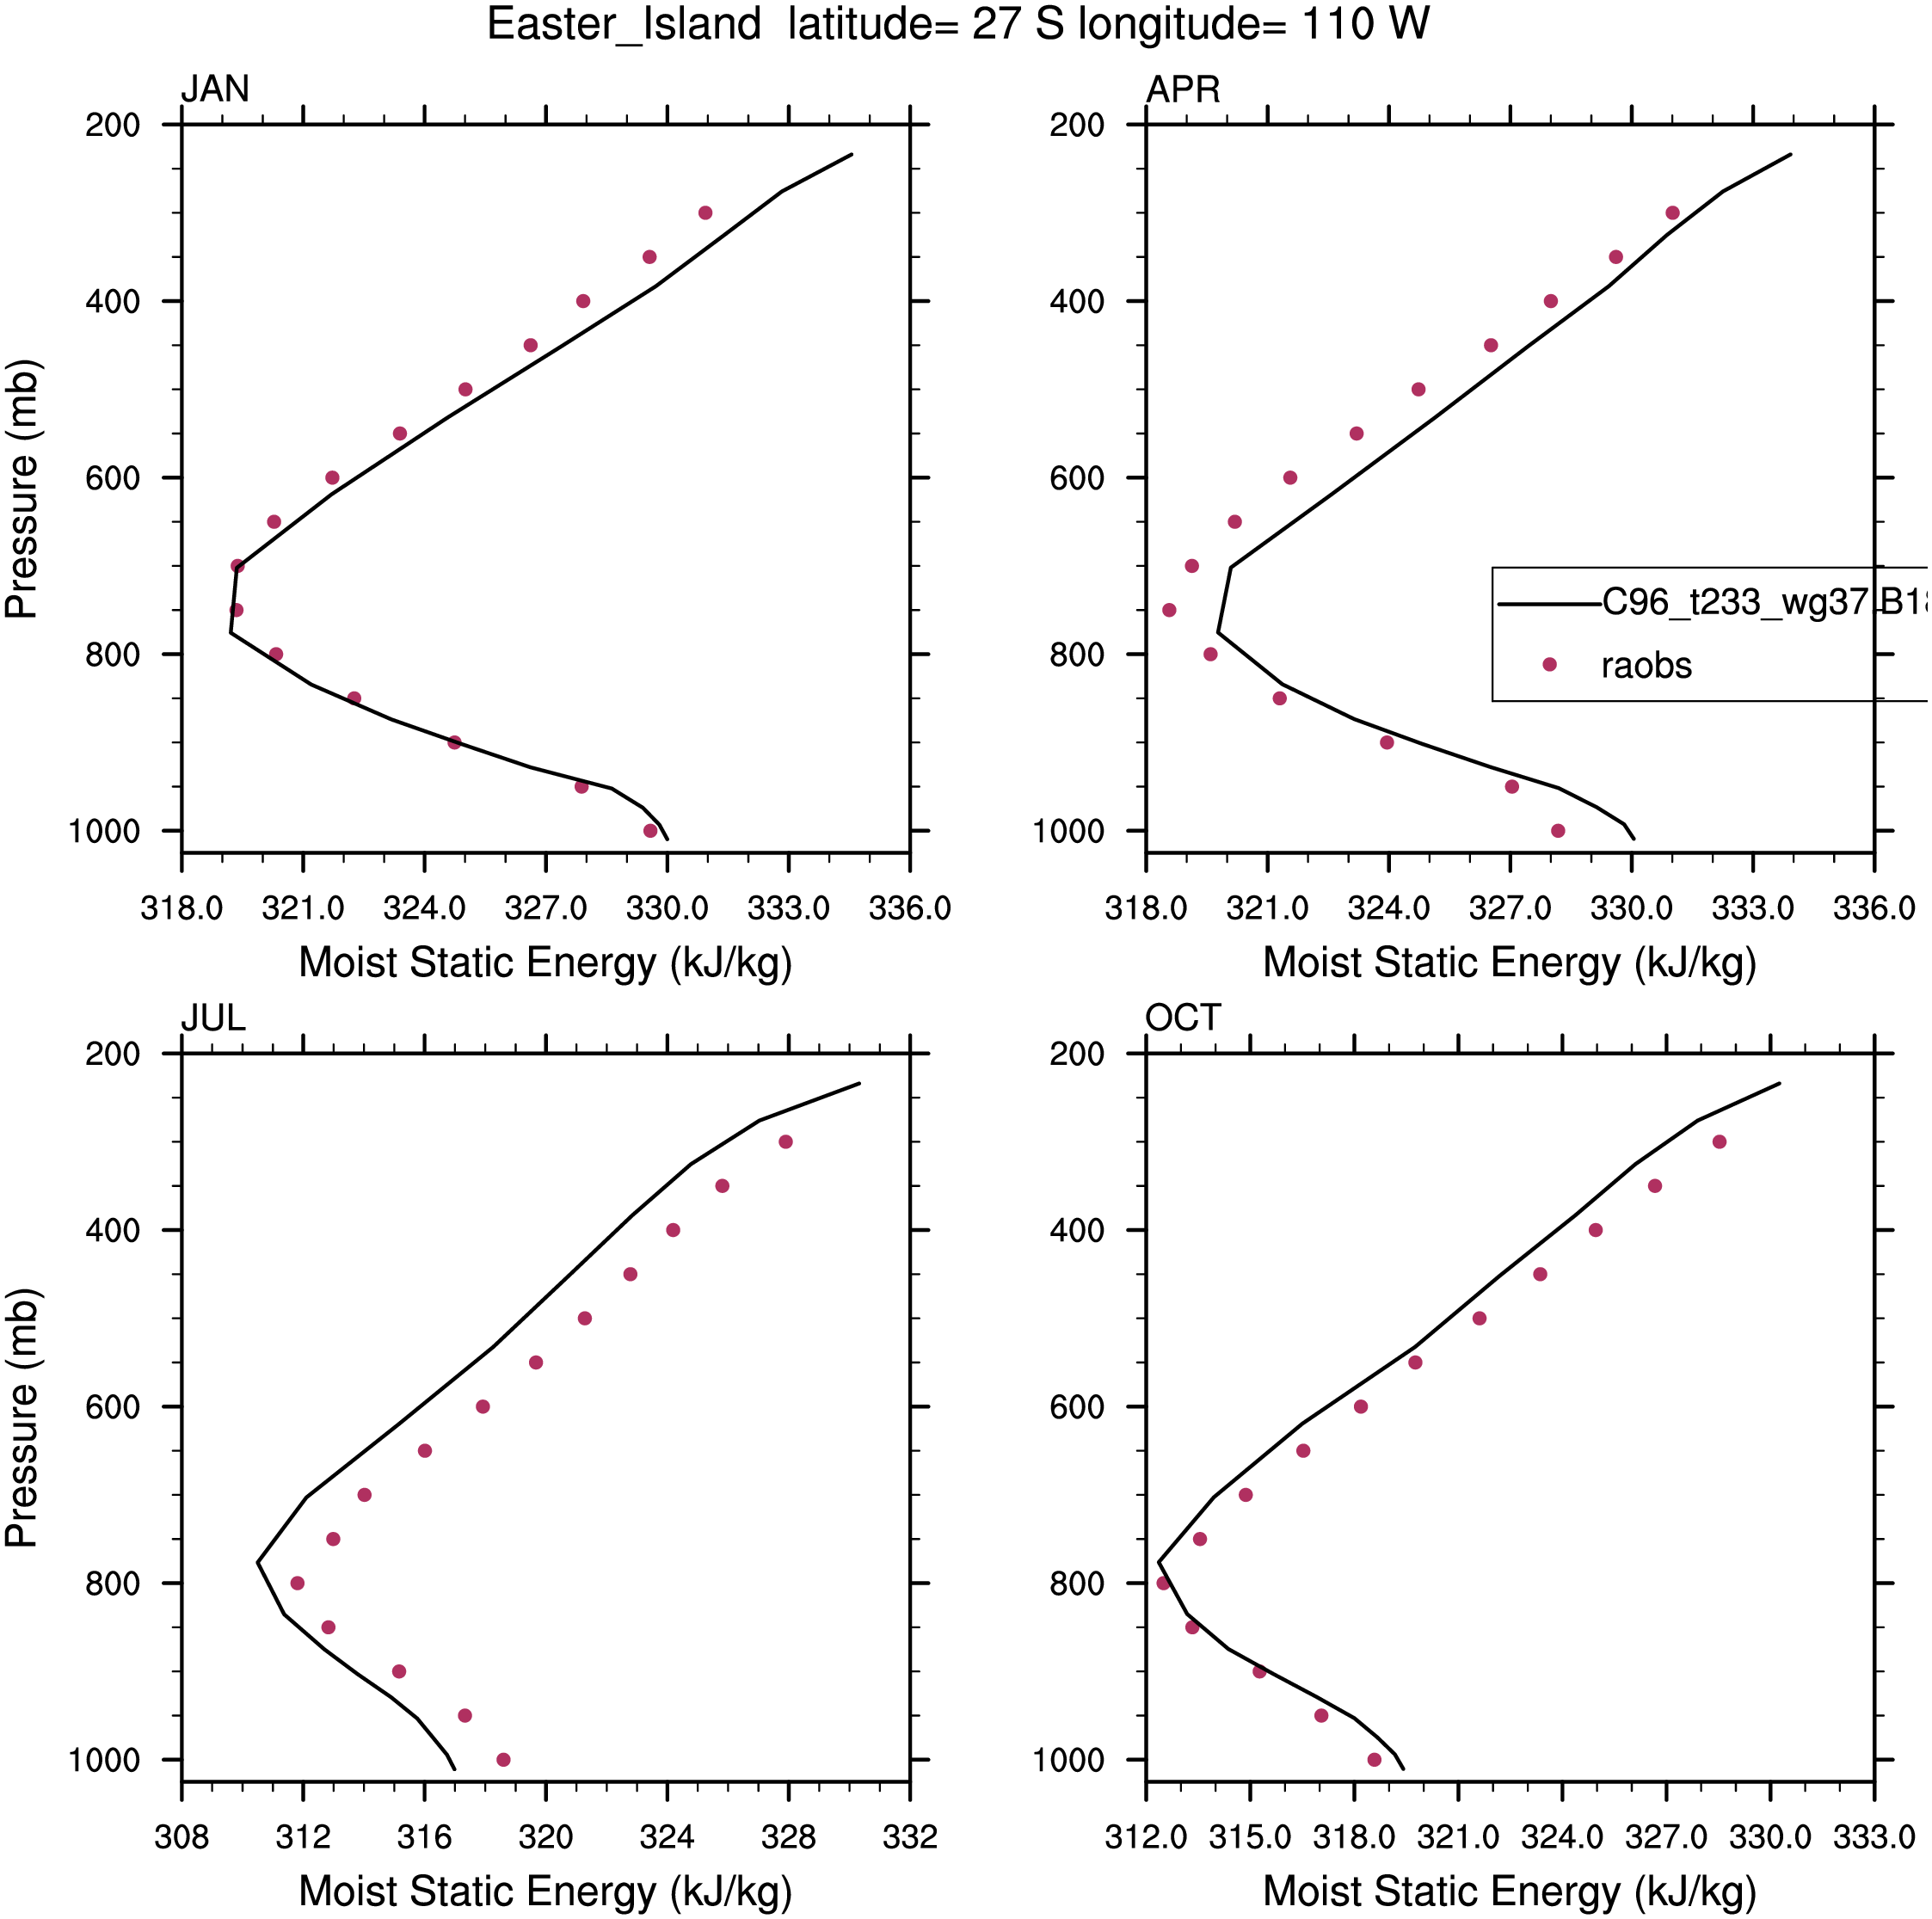 Easter_Island latitude= 27 S longitude= 110 W
JAN
200
400
600
800
1000
Pressure (mb)
318.0 321.0 324.0 327.0 330.0 333.0 336.0
Moist Static Energy (kJ/kg)
APR
200
400
600
800
1000
C96_t233_wg37.B18
raobs
318.0 321.0 324.0 327.0 330.0 333.0 336.0
Moist Static Energy (kJ/kg)
JUL
200
400
600
800
1000
Pressure (mb)
308 312 316 320 324 328 332
Moist Static Energy (kJ/kg)
OCT
200
400
600
800
1000
312.0 315.0 318.0 321.0 324.0 327.0 330.0 333.0
Moist Static Energy (kJ/kg)